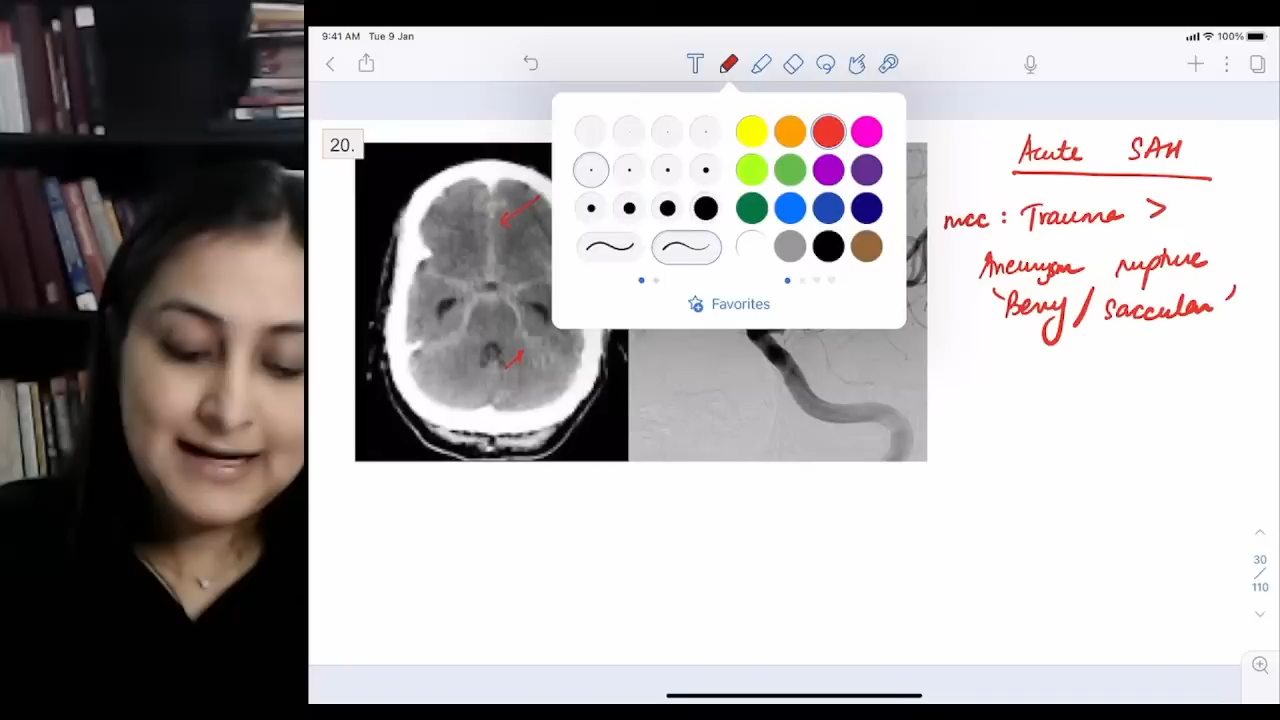 9:41 AM Tue 9 Jan
100%
T
Favorites
20.
Acute SAH
mcc : Trauma >
Aneurysm rupture
'Berry / saccular'
30
/
110